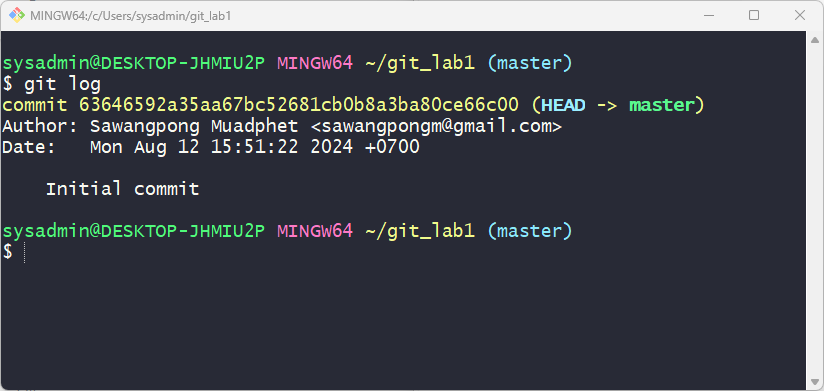 MINGW64:/c/Users/sysadmin/git_lab1
sysadmin@DESKTOP-JHMIU2P MINGW64 ~/git_lab1 (master)
$ git log
commit 63646592a35aa67bc52681cb0b8a3ba80ce66c00 (HEAD -> master)
Author: Sawangpong Muadphet <sawangpongm@gmail.com>
Date:   Mon Aug 12 15:51:22 2024 +0700
    Initial commit
sysadmin@DESKTOP-JHMIU2P MINGW64 ~/git_lab1 (master)
$